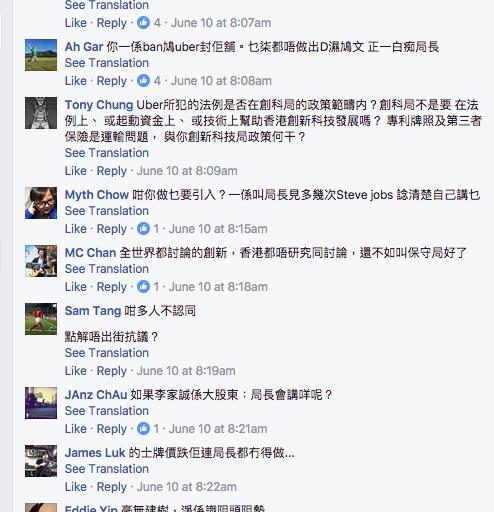 See Translation
Like · Reply · 4 · June 10 at 8:07am
Ah Gar 你一係ban鳩uber封佢舖。乜柒都唔做出D濕鳩文 正一白痴局長
See Translation
Like · Reply · 4 · June 10 at 8:08am
Tony Chung Uber所犯的法例是否在創科局的政策範疇内？創科局不是要 在法
例上、 或起動資金上、 或技術上幫助香港創新科技發展嗎？ 專利牌照及第三者
保險是運輸問題， 與你創新科技局政策何干？
See Translation
Like · Reply · June 10 at 8:09am
Myth Chow 咁你做乜要引入？一係叫局長見多幾次Steve jobs 諗清楚自己講乜
See Translation
Like · Reply · 1 · June 10 at 8:15am
MC Chan 全世界都討論的創新，香港都唔研究同討論，還不如叫保守局好了
See Translation
Like · Reply · 1 · June 10 at 8:18am
Sam Tang 咁多人不認同
點解唔出街抗議？
See Translation
Like · Reply · June 10 at 8:19am
JAnz ChAu 如果李家誠係大股東：局長會講咩呢？
See Translation
Like · Reply · 1 · June 10 at 8:21am
James Luk 的士牌價跌佢連局長都冇得做...
See Translation
Like · Reply · June 10 at 8:22am
Eddie Yip 毫無建樹，淨係識阻頭阻勢